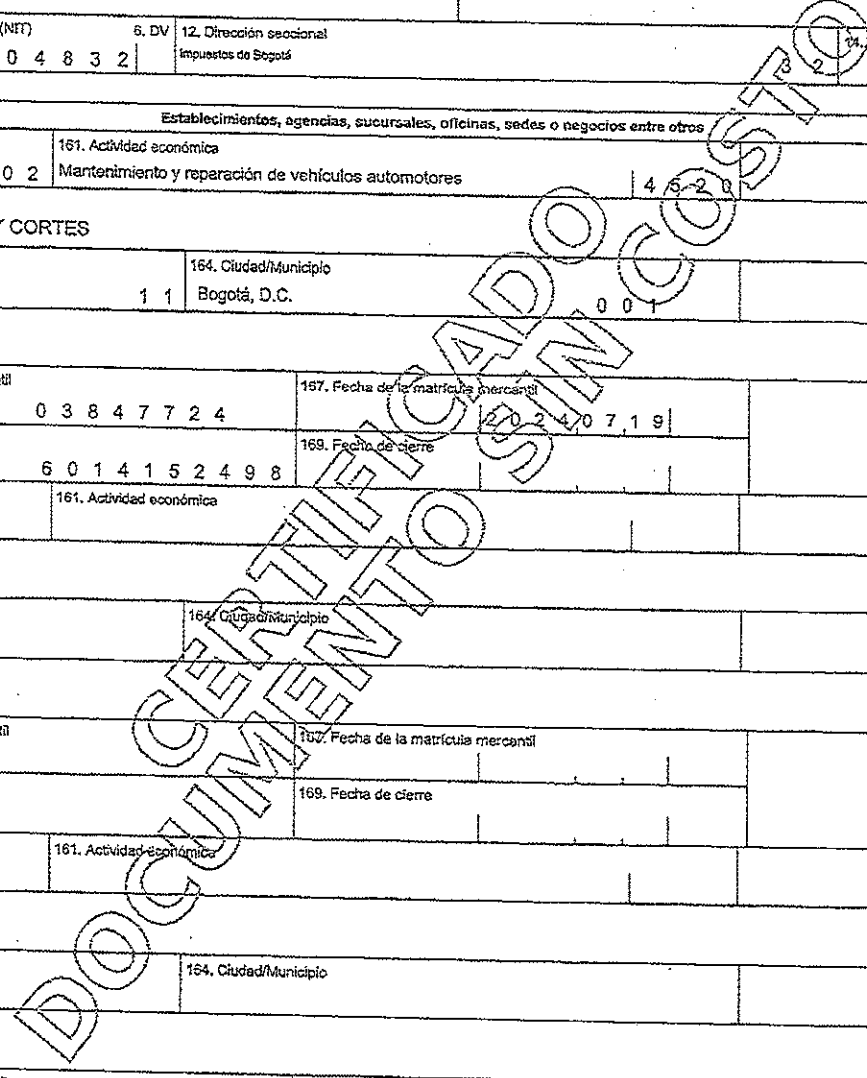 (NIT) 6. DV 12. Dirección seccional 14.
0 4 8 3 2 Impuestos de Bogotá 3 2
Establecimientos, agencias, sucursales, oficinas, sedes o negocios entre otros
161. Actividad económica
0 2 Mantenimiento y reparación de vehículos automotores 4 5 2 0
Y CORTES
164. Ciudad/Municipio
1 1 Bogotá, D.C. 0 0 1
167. Fecha de la matrícula mercantil
0 3 8 4 7 7 2 4 2 0 2 4 0 7 1 9
169. Fecha de cierre
6 0 1 4 1 5 2 4 9 8
161. Actividad económica
164. Ciudad/Municipio
167. Fecha de la matrícula mercantil
169. Fecha de cierre
161. Actividad económica
164. Ciudad/Municipio
CERTIFICADO
DOCUMENTO SIN COSTO